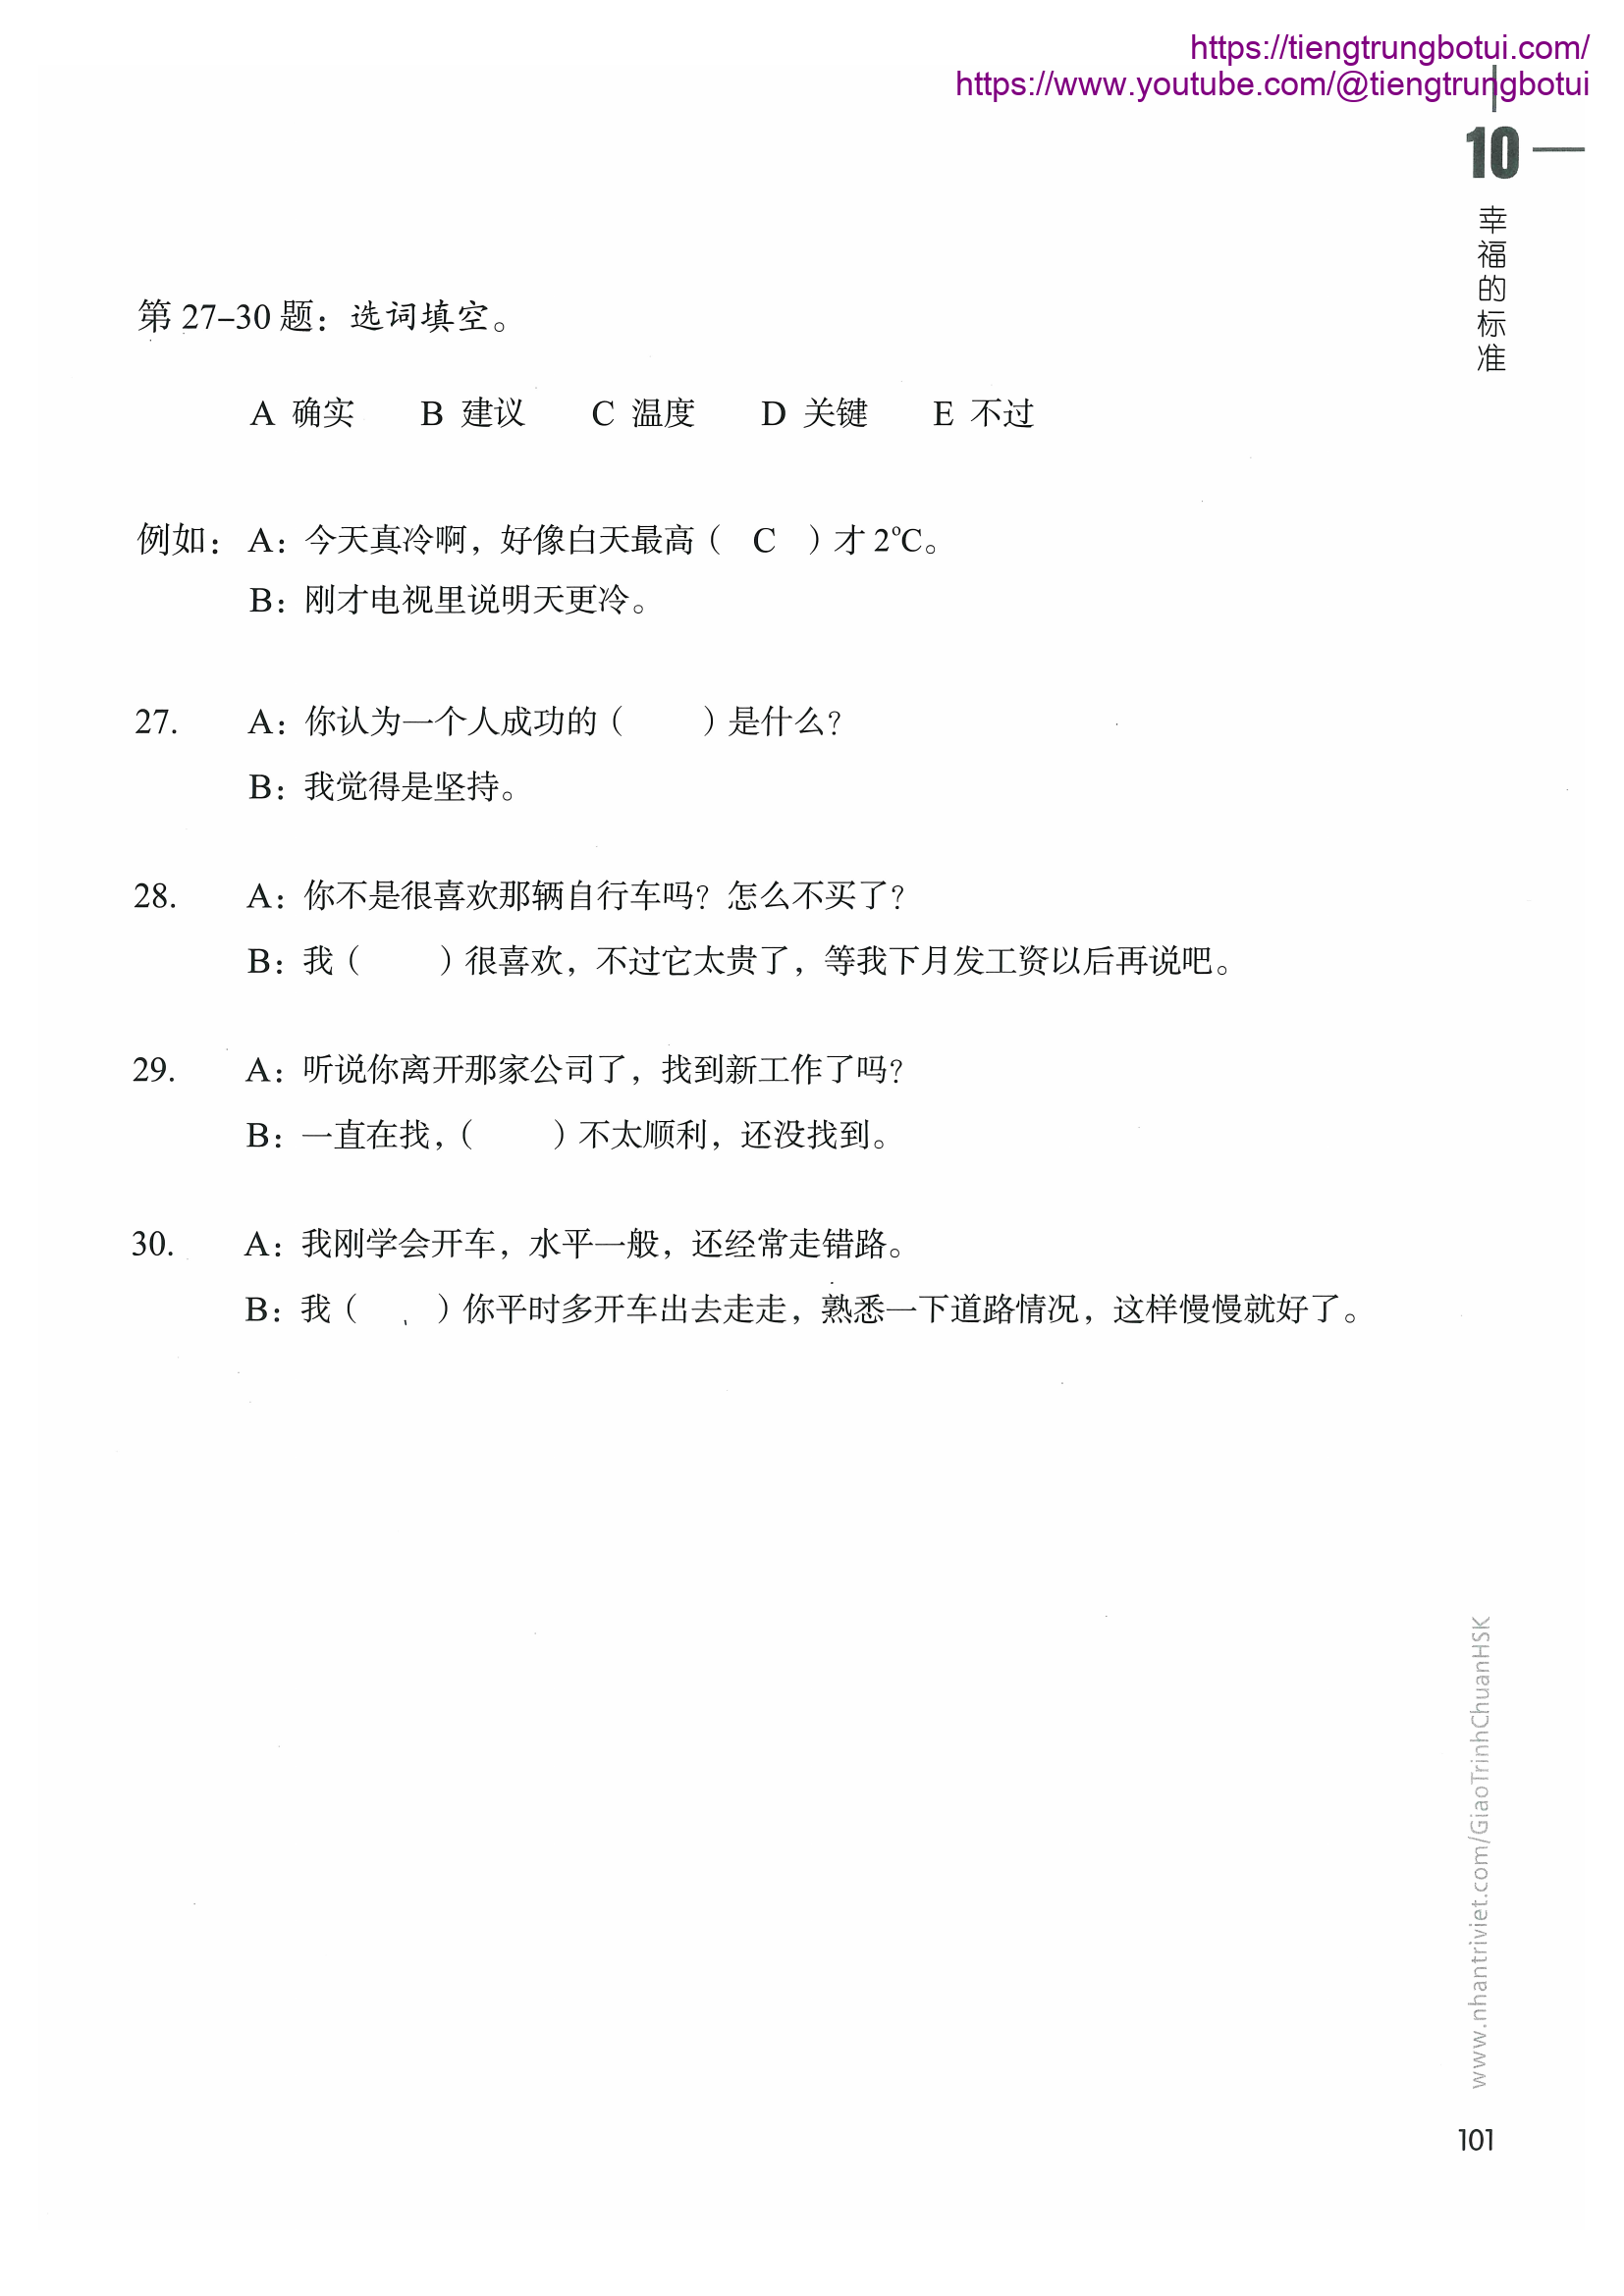 https://tiengtrungbotui.com/
https://www.youtube.com/@tiengtrungbotui
10
幸福的标准
第 27–30 题：选词填空。
A 确实 B 建议 C 温度 D 关键 E 不过
例如： A：今天真冷啊，好像白天最高（ C ）才 2℃。
B：刚才电视里说明天更冷。
27. A：你认为一个人成功的（ ）是什么？
B：我觉得是坚持。
28. A：你不是很喜欢那辆自行车吗？怎么不买了？
B：我（ ）很喜欢，不过它太贵了，等我下月发工资以后再说吧。
29. A：听说你离开那家公司了，找到新工作了吗？
B：一直在找，（ ）不太顺利，还没找到。
30. A：我刚学会开车，水平一般，还经常走错路。
B：我（ ）你平时多开车出去走走，熟悉一下道路情况，这样慢慢就好了。
www.nhantriviet.com/GiaoTrinhChuanHSK
101